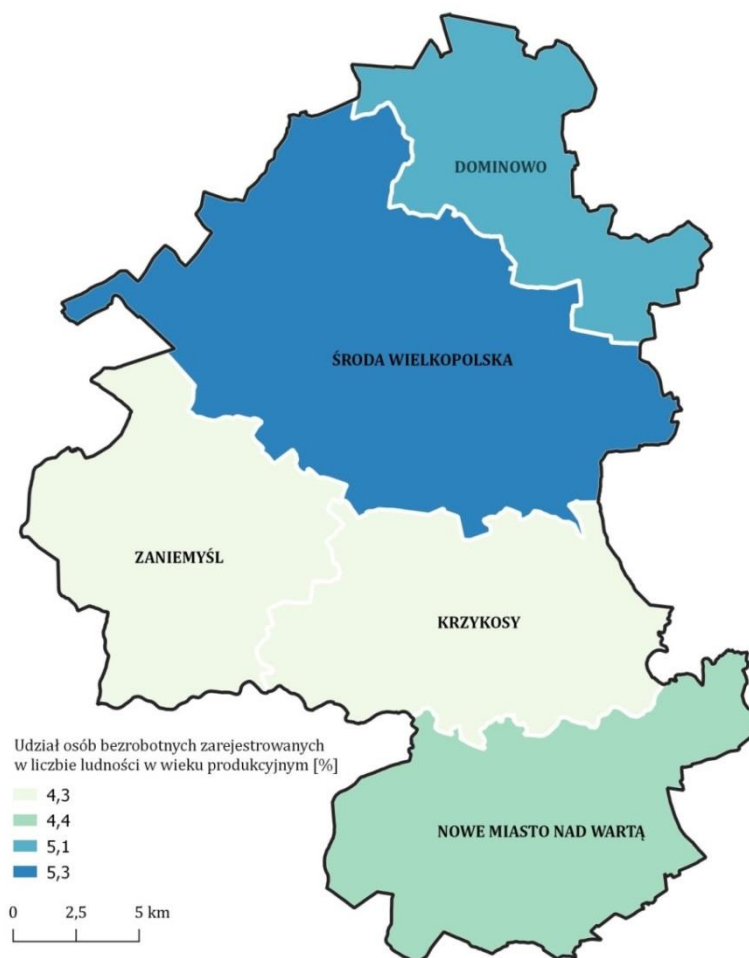 DOMINOWO
ŚRODA WIELKOPOLSKA
ZANIEMYŚL
KRZYKOSY
NOWE MIASTO NAD WARTĄ
Udział osób bezrobotnych zarejestrowanych
w liczbie ludności w wieku produkcyjnym [%]
4,3
4,4
5,1
5,3
0 2,5 5 km